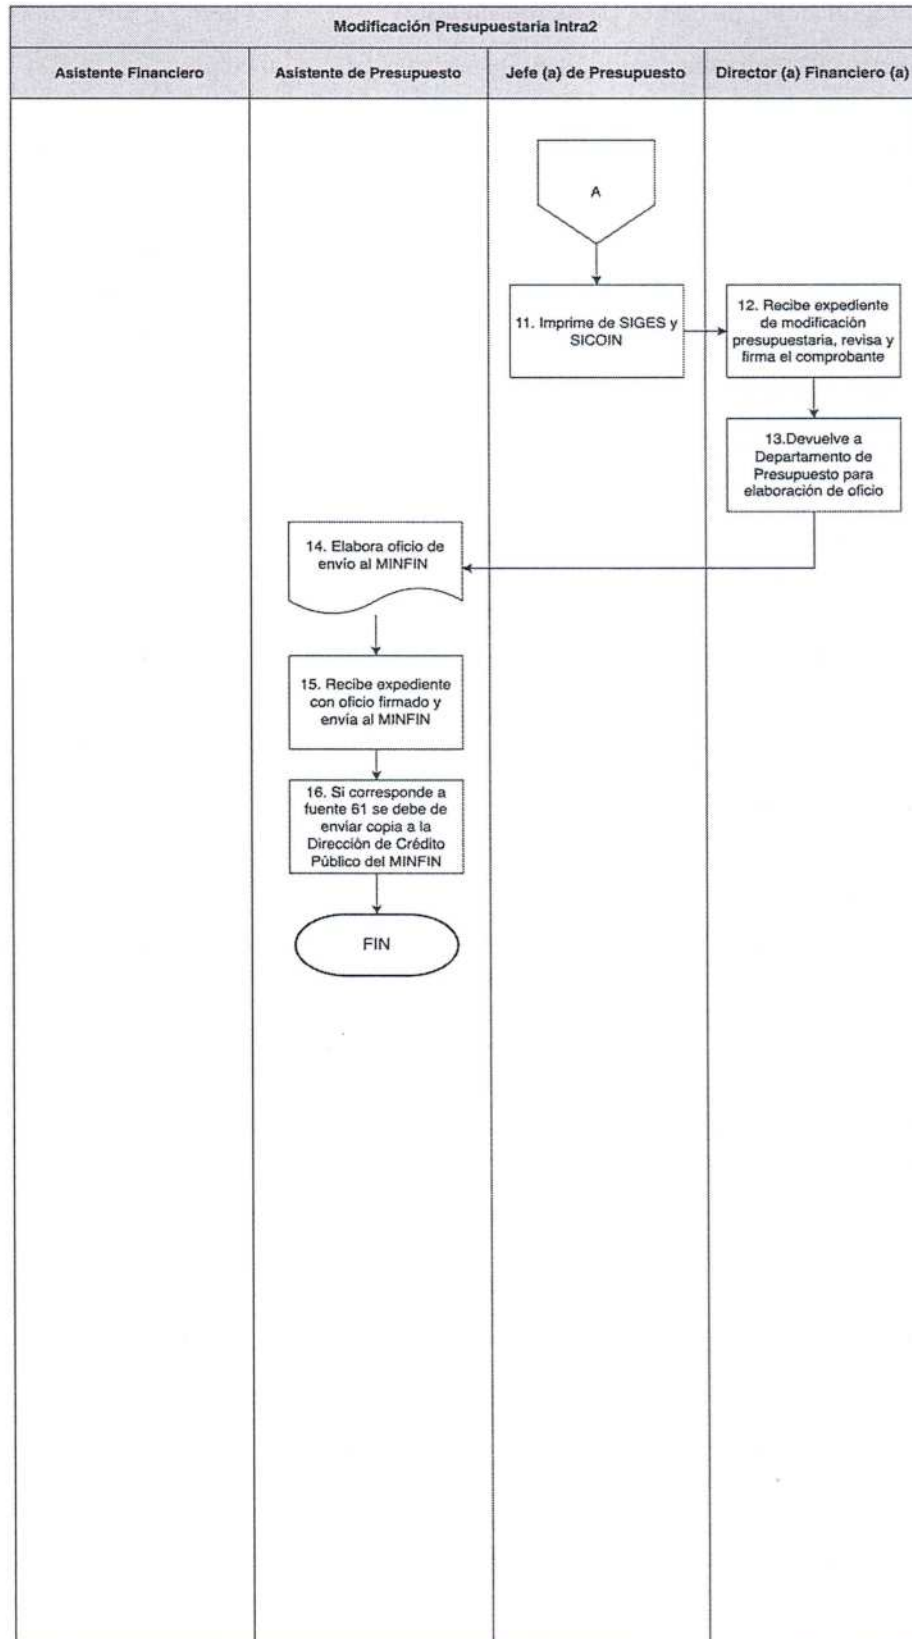 Modificación Presupuestaria Intra2
Asistente Financiero
Asistente de Presupuesto
Jefe (a) de Presupuesto
Director (a) Financiero (a)
A
11. Imprime de SIGES y
SICOIN
12. Recibe expediente
de modificación
presupuestaria, revisa y
firma el comprobante
13.Devuelve a
Departamento de
Presupuesto para
elaboración de oficio
14. Elabora oficio de
envío al MINFIN
15. Recibe expediente
con oficio firmado y
envía al MINFIN
16. Si corresponde a
fuente 61 se debe de
enviar copia a la
Dirección de Crédito
Público del MINFIN
FIN